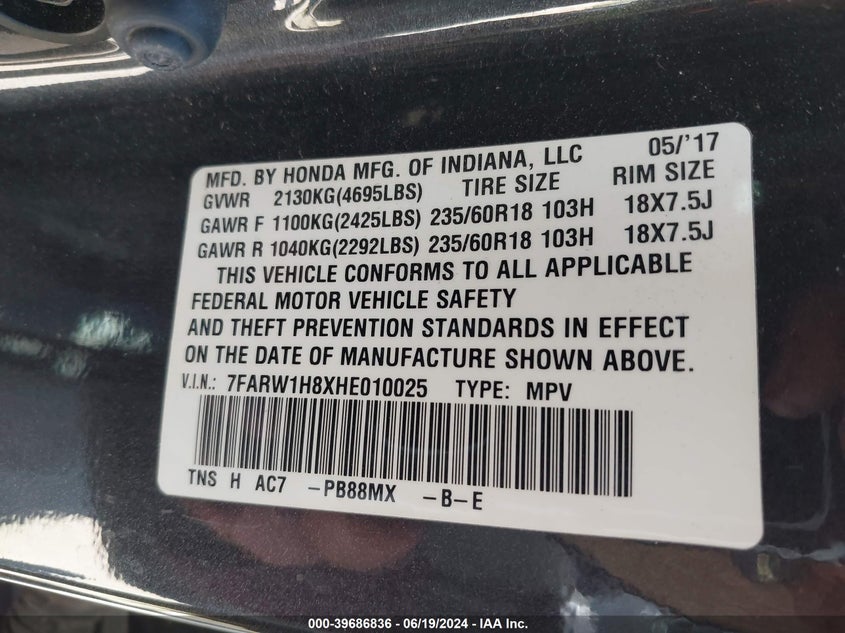 MFD. BY HONDA MFG. OF INDIANA, LLC 05/'17
GVWR 2130KG(4695LBS) TIRE SIZE RIM SIZE
GAWR F 1100KG(2425LBS) 235/60R18 103H 18X7.5J
GAWR R 1040KG(2292LBS) 235/60R18 103H 18X7.5J
THIS VEHICLE CONFORMS TO ALL APPLICABLE
FEDERAL MOTOR VEHICLE SAFETY
AND THEFT PREVENTION STANDARDS IN EFFECT
ON THE DATE OF MANUFACTURE SHOWN ABOVE.
V.I.N.: 7FARW1H8XHE010025 TYPE: MPV
TNS H AC7 -PB88MX -B-E
000-39686836 - 06/19/2024 - IAA Inc.